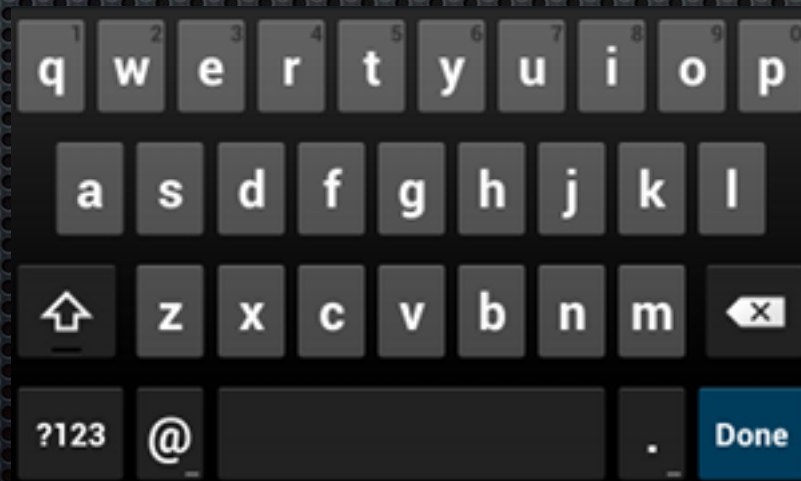 1 2 3 4 5 6 7 8 9 0
q w e r t y u i o p
a s d f g h j k l
z x c v b n m
?123 @ . Done